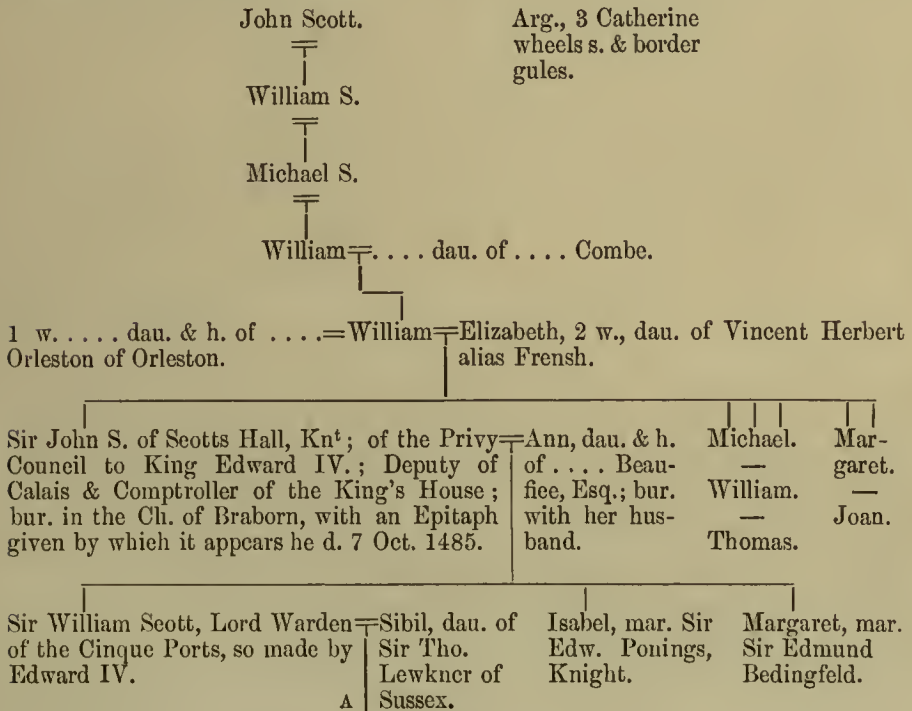 John Scott.
Arg., 3 Catherine
wheels s. & border
gules.
William S.
Michael S.
William=. . . . dau. of . . . . Combe.
1 w. . . . . dau. & h. of . . . .=William=Elizabeth, 2 w., dau. of Vincent Herbert
Orleston of Orleston.
alias Frensh.
Sir John S. of Scotts Hall, Knt; of the Privy
Council to King Edward IV.; Deputy of
Calais & Comptroller of the King's House;
bur. in the Ch. of Braborn, with an Epitaph
given by which it appears he d. 7 Oct. 1485.
=Ann, dau. & h.
of . . . . Beau-
fice, Esq.; bur.
with her hus-
band.
Michael.
—
William.
—
Thomas.
Mar-
garet.
—
Joan.
Sir William Scott, Lord Warden
of the Cinque Ports, so made by
Edward IV.
=Sibil, dau. of
Sir Tho.
Lewkner of
Sussex.
A
Isabel, mar. Sir
Edw. Ponings,
Knight.
Margaret, mar.
Sir Edmund
Bedingfeld.